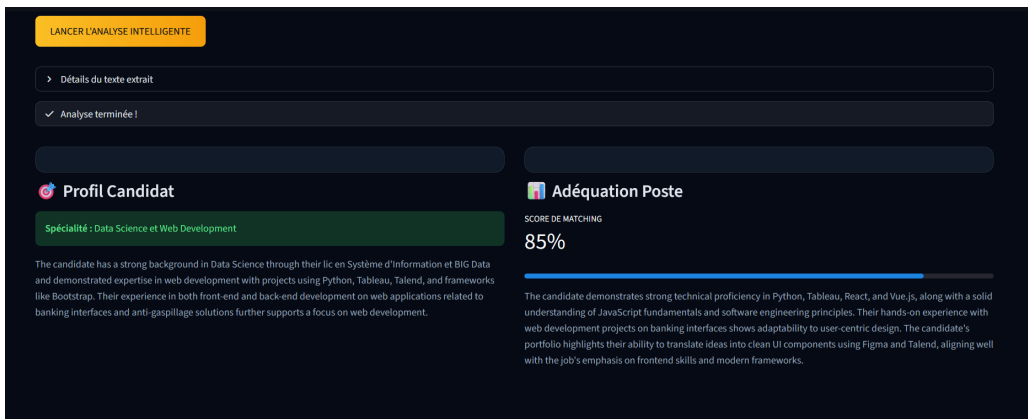 LANCER L'ANALYSE INTELLIGENTE
Détails du texte extrait
Analyse terminée !
Profil Candidat
Spécialité : Data Science et Web Development
The candidate has a strong background in Data Science through their lic en Système d'Information et BIG Data
and demonstrated expertise in web development with projects using Python, Tableau, Talend, and frameworks
like Bootstrap. Their experience in both front-end and back-end development on web applications related to
banking interfaces and anti-gaspillage solutions further supports a focus on web development.
Adéquation Poste
SCORE DE MATCHING
85%
The candidate demonstrates strong technical proficiency in Python, Tableau, React, and Vue.js, along with a solid
understanding of JavaScript fundamentals and software engineering principles. Their hands-on experience with
web development projects on banking interfaces shows adaptability to user-centric design. The candidate's
portfolio highlights their ability to translate ideas into clean UI components using Figma and Talend, aligning well
with the job's emphasis on frontend skills and modern frameworks.